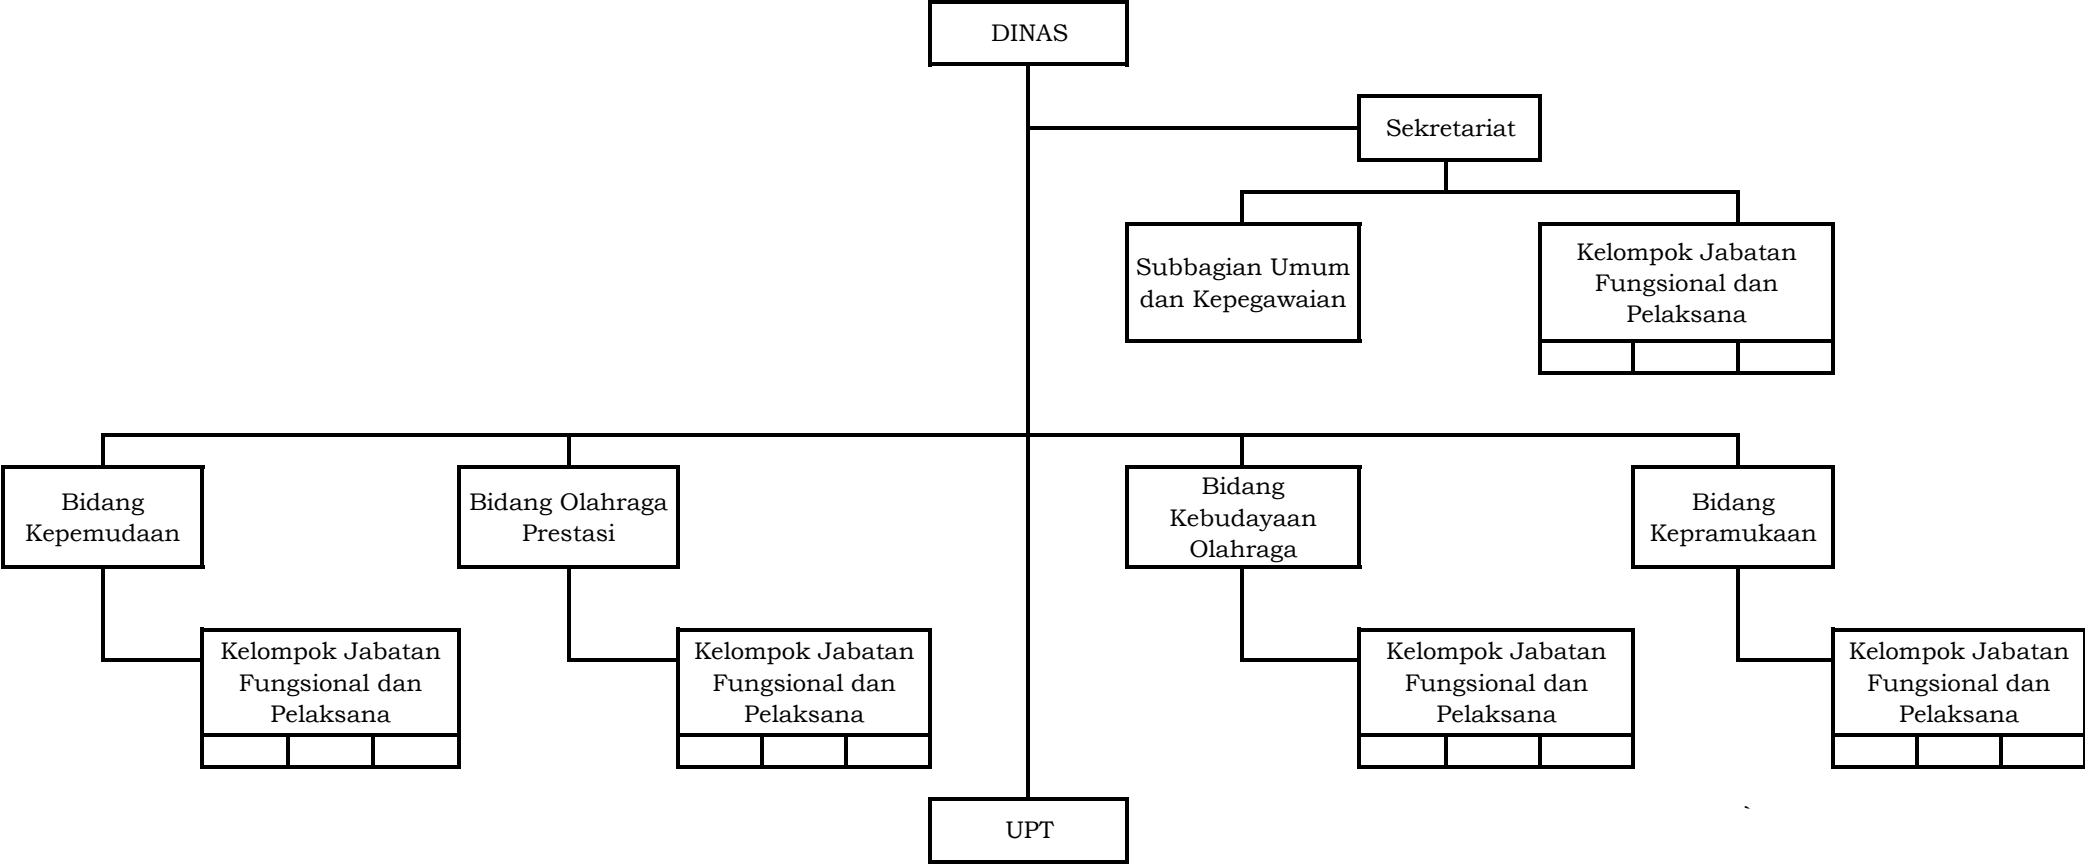 DINAS
Sekretariat
Subbagian Umum
dan Kepegawaian
Kelompok Jabatan
Fungsional dan
Pelaksana
Bidang
Kepemudaan
Bidang Olahraga
Prestasi
Bidang
Kebudayaan
Olahraga
Bidang
Kepramukaan
Kelompok Jabatan
Fungsional dan
Pelaksana
Kelompok Jabatan
Fungsional dan
Pelaksana
Kelompok Jabatan
Fungsional dan
Pelaksana
Kelompok Jabatan
Fungsional dan
Pelaksana
`
UPT